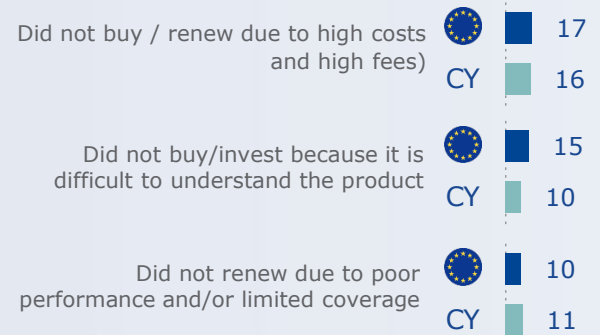 Did not buy / renew due to high costs
and high fees)
17
CY 16
Did not buy/invest because it is
difficult to understand the product
15
CY 10
Did not renew due to poor
performance and/or limited coverage
10
CY 11